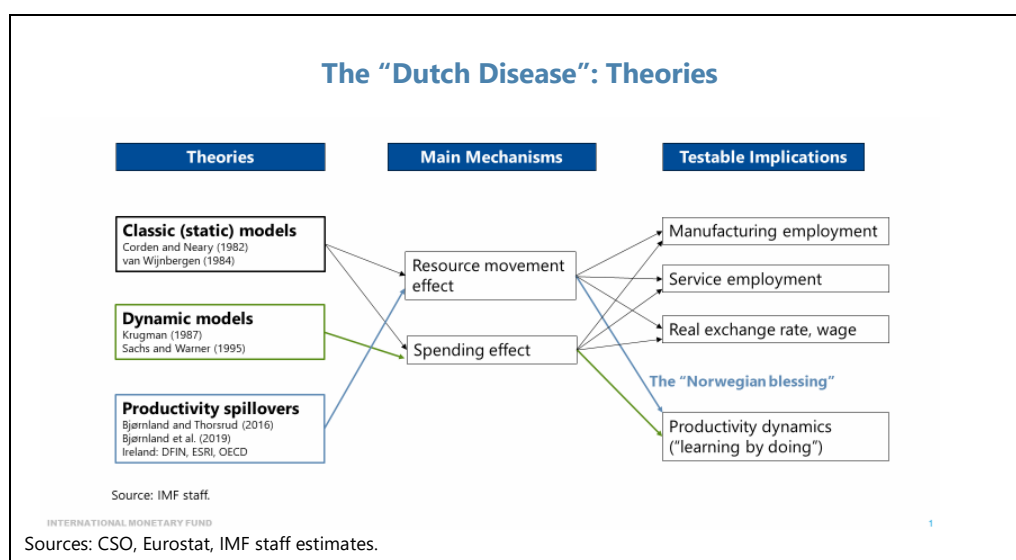 The “Dutch Disease”: Theories
Theories
Main Mechanisms
Testable Implications
Classic (static) models
Corden and Neary (1982)
van Wijnbergen (1984)
Dynamic models
Krugman (1987)
Sachs and Warner (1995)
Productivity spillovers
Bjørnland and Thorsrud (2016)
Bjørnland et al. (2019)
Ireland: DFIN, ESRI, OECD
Resource movement
effect
Spending effect
Manufacturing employment
Service employment
Real exchange rate, wage
The “Norwegian blessing”
Productivity dynamics
(“learning by doing”)
Source: IMF staff.
INTERNATIONAL MONETARY FUND
1
Sources: CSO, Eurostat, IMF staff estimates.